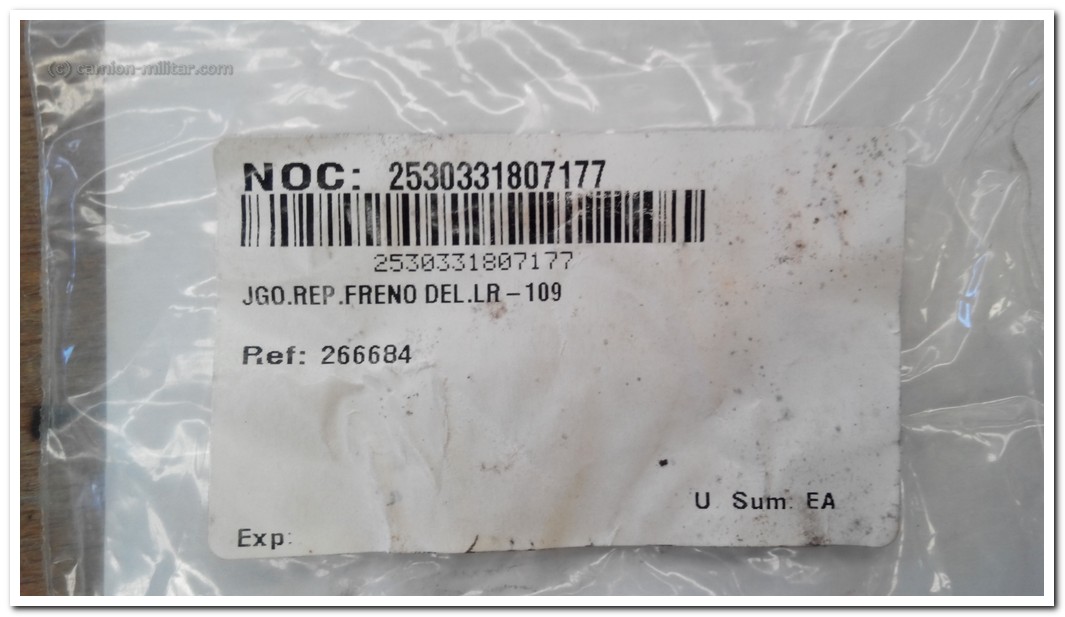 (c) camion-militar.com
NOC: 2530331807177
2530331807177
JGO.REP.FRENO DEL.LR-109
Ref: 266684
U. Sum. EA
Exp: